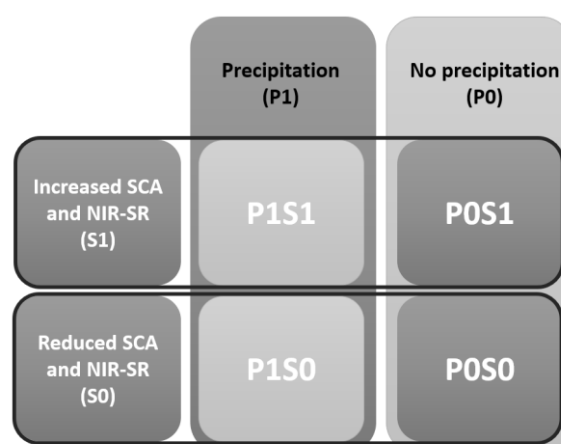 Precipitation
(P1)
No precipitation
(P0)
Increased SCA
and NIR-SR
(S1)
P1S1
P0S1
Reduced SCA
and NIR-SR
(S0)
P1S0
P0S0